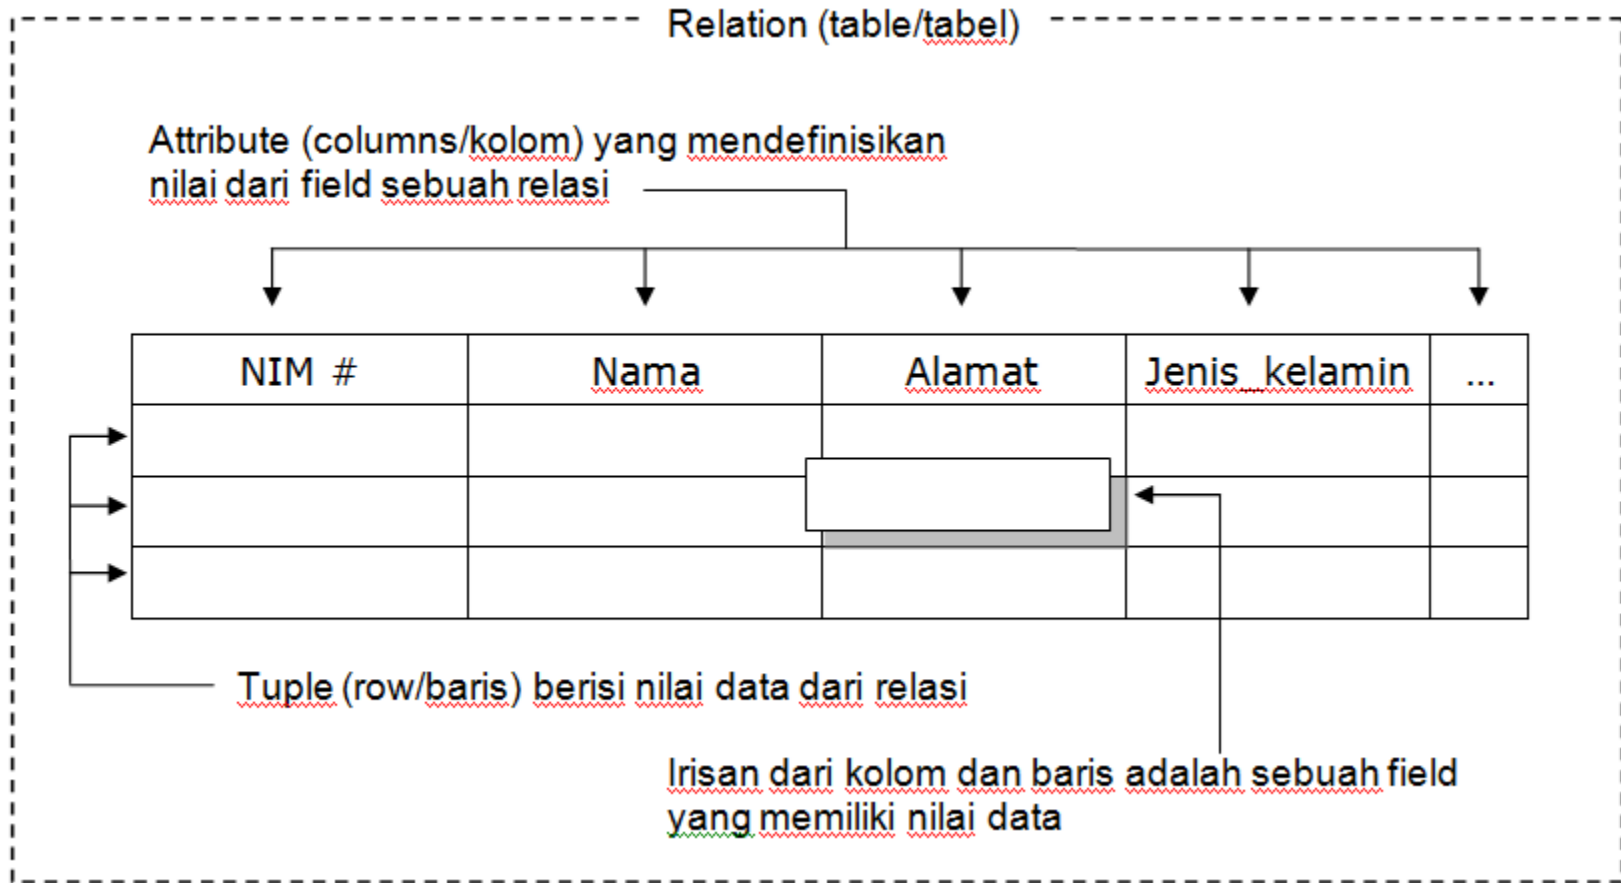 Relation (table/tabel)
Attribute (columns/kolom) yang mendefinisikan
nilai dari field sebuah relasi
NIM # Nama Alamat Jenis_kelamin ...
Tuple (row/baris) berisi nilai data dari relasi
Irisan dari kolom dan baris adalah sebuah field
yang memiliki nilai data